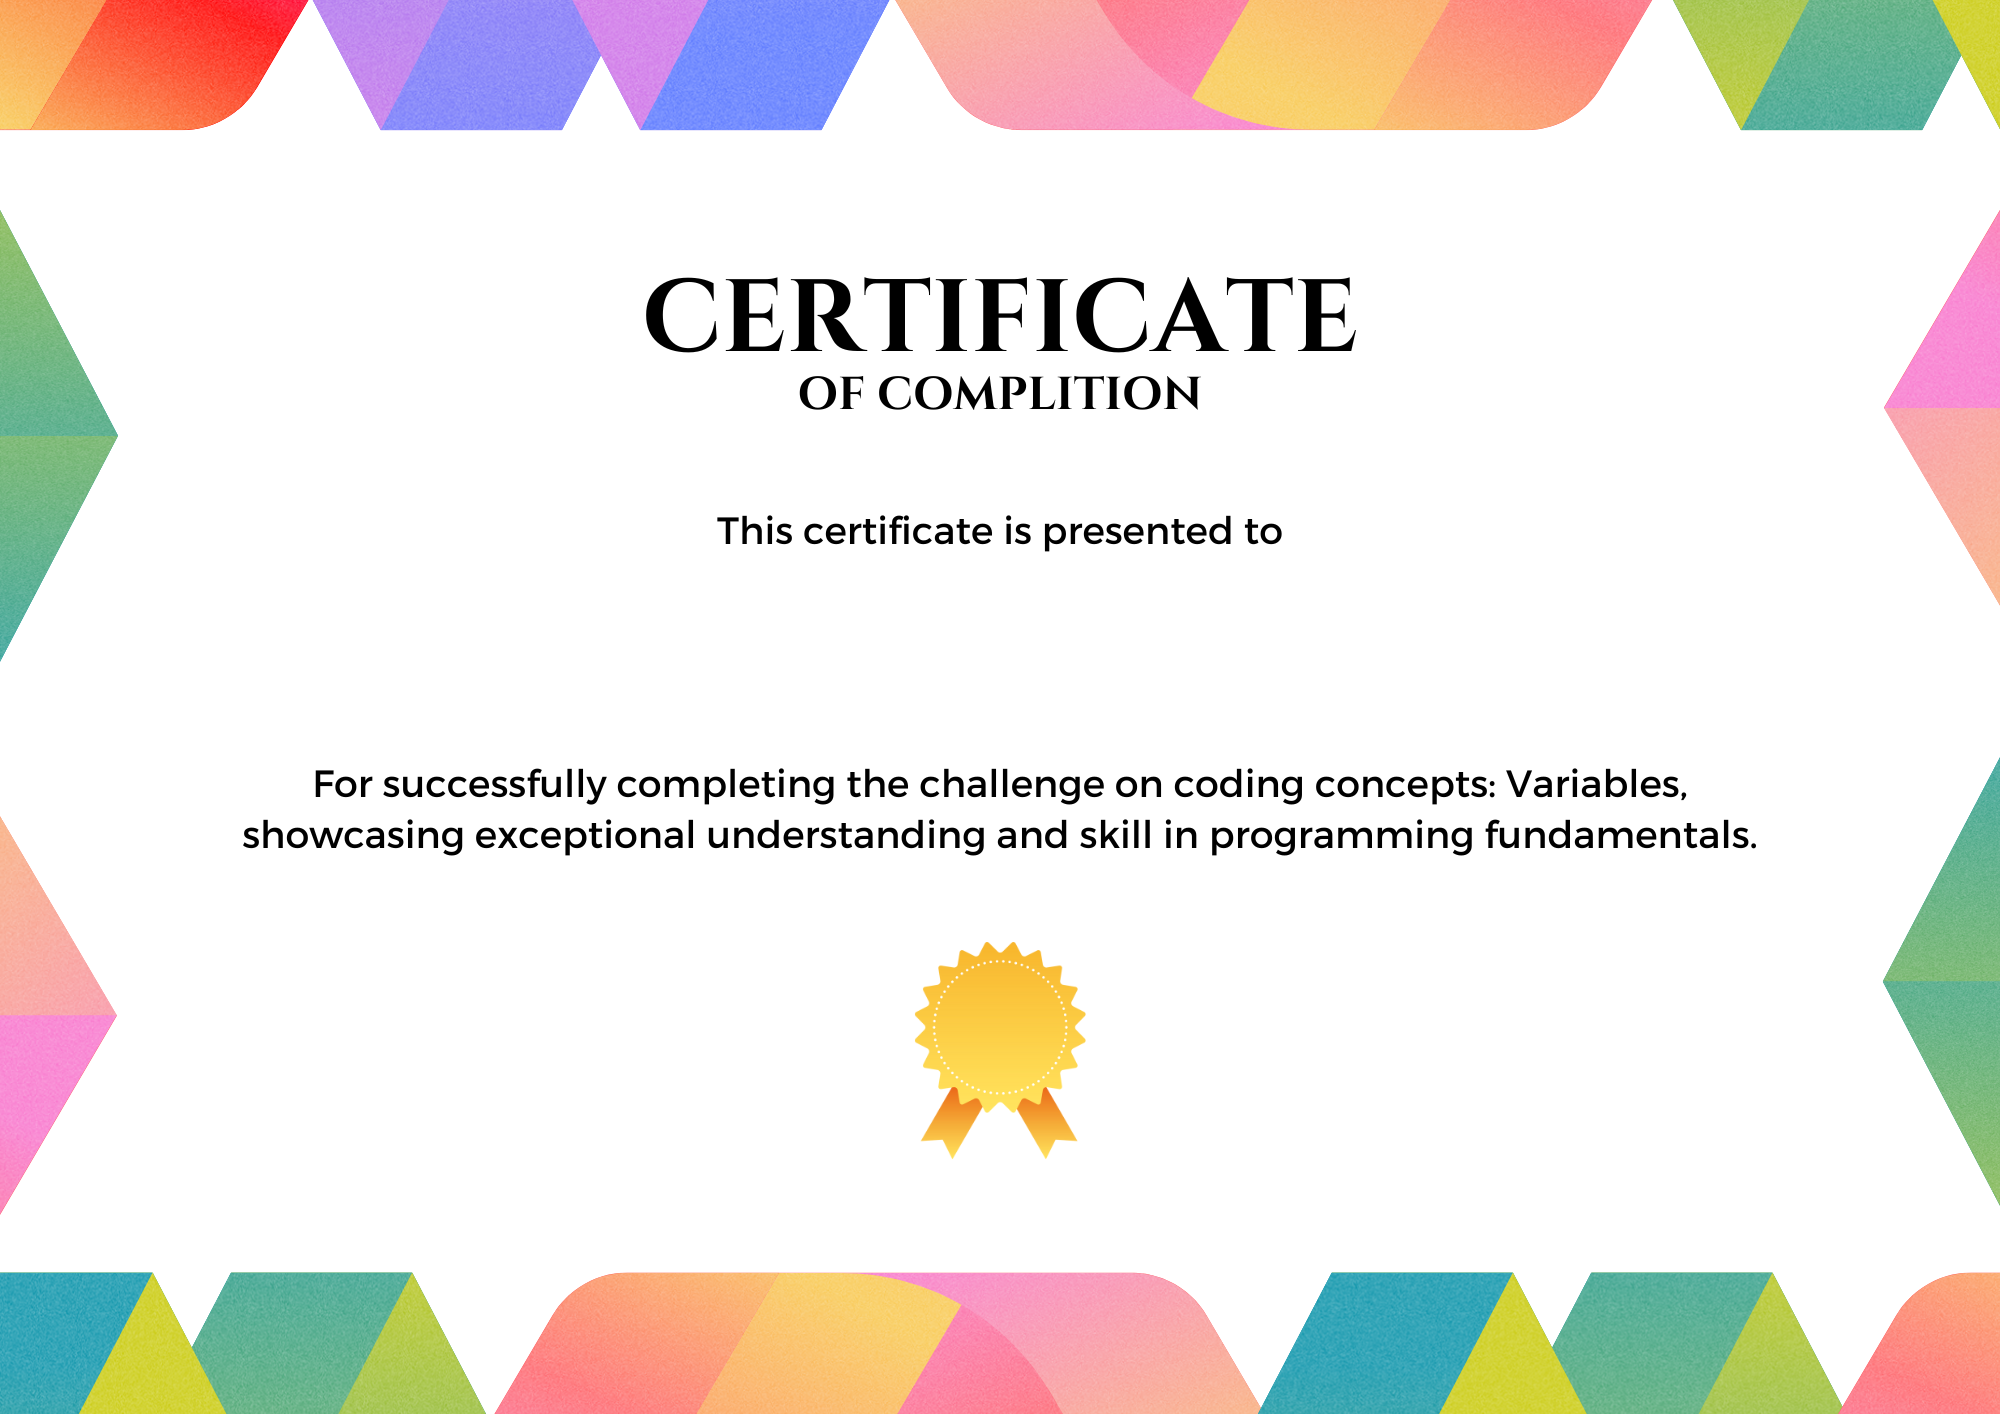 CERTIFICATE
OF COMPLITION
This certificate is presented to
For successfully completing the challenge on coding concepts: Variables,
showcasing exceptional understanding and skill in programming fundamentals.